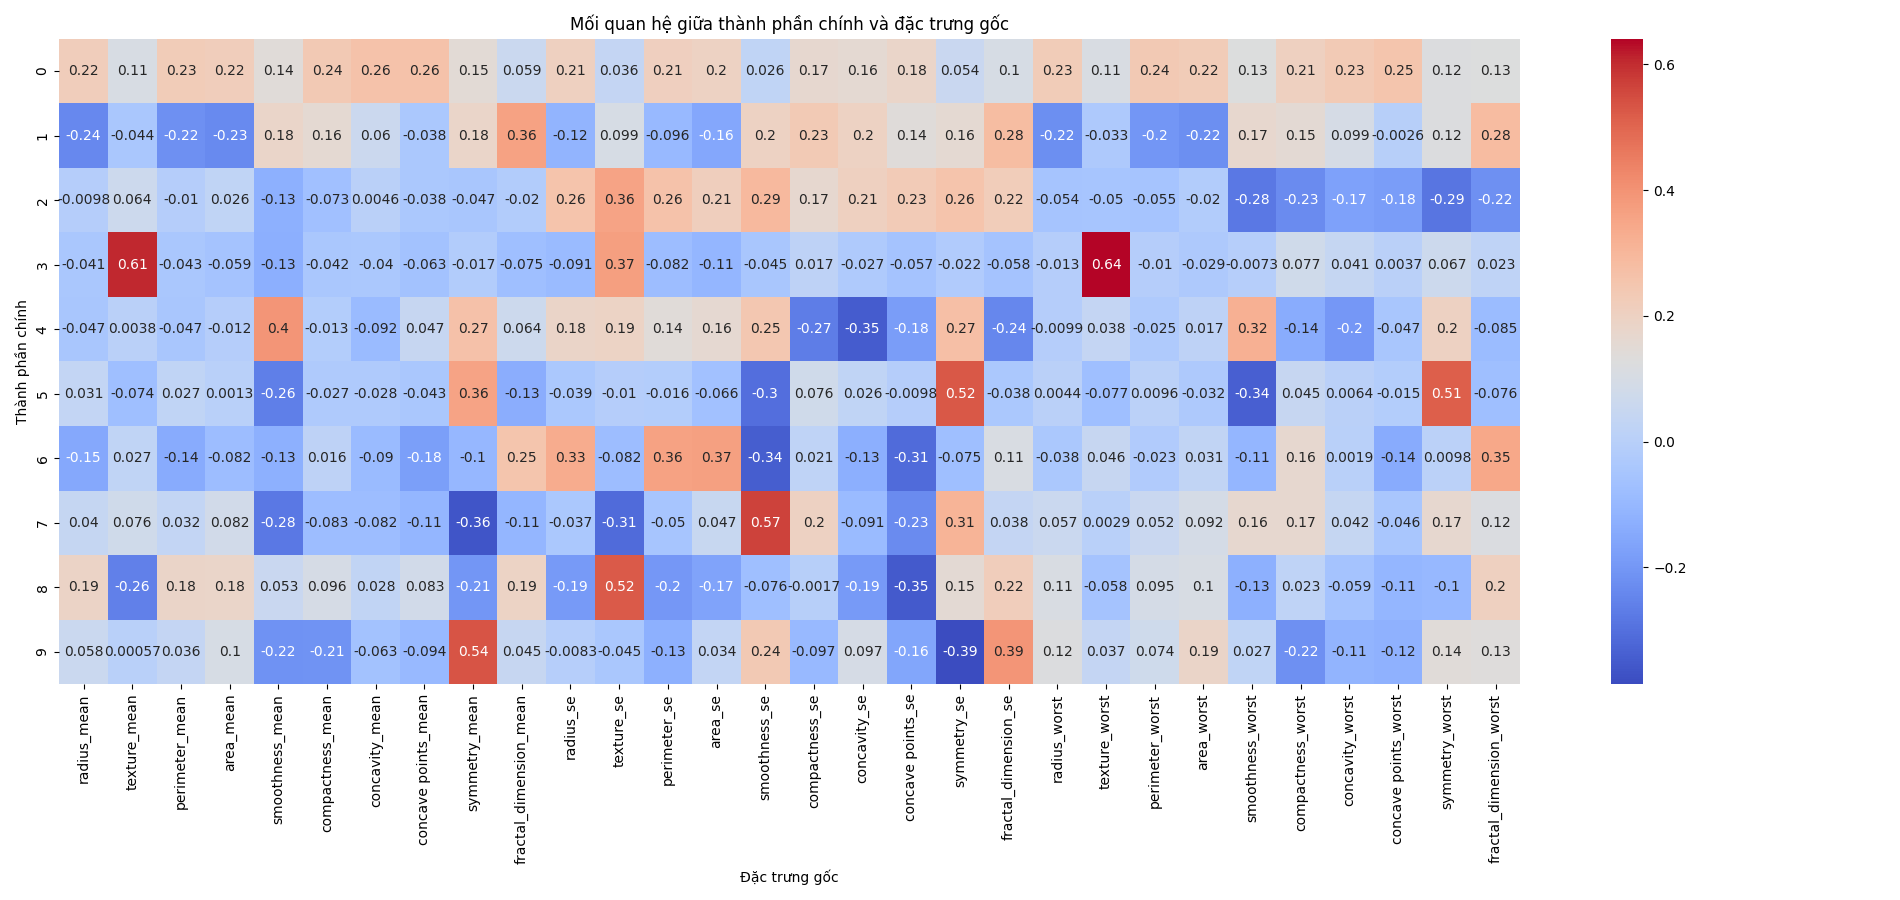 Mối quan hệ giữa thành phần chính và đặc trưng gốc
Thành phần chính
0 0.22 0.11 0.23 0.22 0.14 0.24 0.26 0.26 0.15 0.059 0.21 0.036 0.21 0.2 0.026 0.17 0.16 0.18 0.054 0.1 0.23 0.11 0.24 0.22 0.13 0.21 0.23 0.25 0.12 0.13
1 -0.24 -0.044 -0.22 -0.23 0.18 0.16 0.06 -0.038 0.18 0.36 -0.12 0.099 -0.096 -0.16 0.2 0.23 0.2 0.14 0.16 0.28 -0.22 -0.033 -0.2 -0.22 0.17 0.15 0.099 -0.0026 0.12 0.28
2 -0.0098 0.064 -0.01 0.026 -0.13 -0.073 0.0046 -0.038 -0.047 -0.02 0.26 0.36 0.26 0.21 0.29 0.17 0.21 0.23 0.26 0.22 -0.054 -0.05 -0.055 -0.02 -0.28 -0.23 -0.17 -0.18 -0.29 -0.22
3 -0.041 0.61 -0.043 -0.059 -0.13 -0.042 -0.04 -0.063 -0.017 -0.075 -0.091 0.37 -0.082 -0.11 -0.045 0.017 -0.027 -0.057 -0.022 -0.058 -0.013 0.64 -0.01 -0.029 -0.0073 0.077 0.041 0.0037 0.067 0.023
4 -0.047 0.0038 -0.047 -0.012 0.4 -0.013 -0.092 0.047 0.27 0.064 0.18 0.19 0.14 0.16 0.25 -0.27 -0.35 -0.18 0.27 -0.24 -0.0099 0.038 -0.025 0.017 0.32 -0.14 -0.2 -0.047 0.2 -0.085
5 0.031 -0.074 0.027 0.0013 -0.26 -0.027 -0.028 -0.043 0.36 -0.13 -0.039 -0.01 -0.016 -0.066 -0.3 0.076 0.026 -0.0098 0.52 -0.038 0.0044 -0.077 0.0096 -0.032 -0.34 0.045 0.0064 -0.015 0.51 -0.076
6 -0.15 0.027 -0.14 -0.082 -0.13 0.016 -0.09 -0.18 -0.1 0.25 0.33 -0.082 0.36 0.37 -0.34 0.021 -0.13 -0.31 -0.075 0.11 -0.038 0.046 -0.023 0.031 -0.11 0.16 0.0019 -0.14 0.0098 0.35
7 0.04 0.076 0.032 0.082 -0.28 -0.083 -0.082 -0.11 -0.36 -0.11 -0.037 -0.31 -0.05 0.047 0.57 0.2 -0.091 -0.23 0.31 0.038 0.057 0.0029 0.052 0.092 0.16 0.17 0.042 -0.046 0.17 0.12
8 0.19 -0.26 0.18 0.18 0.053 0.096 0.028 0.083 -0.21 0.19 -0.19 0.52 -0.2 -0.17 -0.076 -0.0017 -0.19 -0.35 0.15 0.22 0.11 -0.058 0.095 0.1 -0.13 0.023 -0.059 -0.11 -0.1 0.2
9 0.058 0.00057 0.036 0.1 -0.22 -0.21 -0.063 -0.094 0.54 0.045 -0.0083 -0.045 -0.13 0.034 0.24 -0.097 0.097 -0.16 -0.39 0.39 0.12 0.037 0.074 0.19 0.027 -0.22 -0.11 -0.12 0.14 0.13
radius_mean
texture_mean
perimeter_mean
area_mean
smoothness_mean
compactness_mean
concavity_mean
concave points_mean
symmetry_mean
fractal_dimension_mean
radius_se
texture_se
perimeter_se
area_se
smoothness_se
compactness_se
concavity_se
concave points_se
symmetry_se
fractal_dimension_se
radius_worst
texture_worst
perimeter_worst
area_worst
smoothness_worst
compactness_worst
concavity_worst
concave points_worst
symmetry_worst
fractal_dimension_worst
Đặc trưng gốc
0.6
0.4
0.2
0.0
−0.2